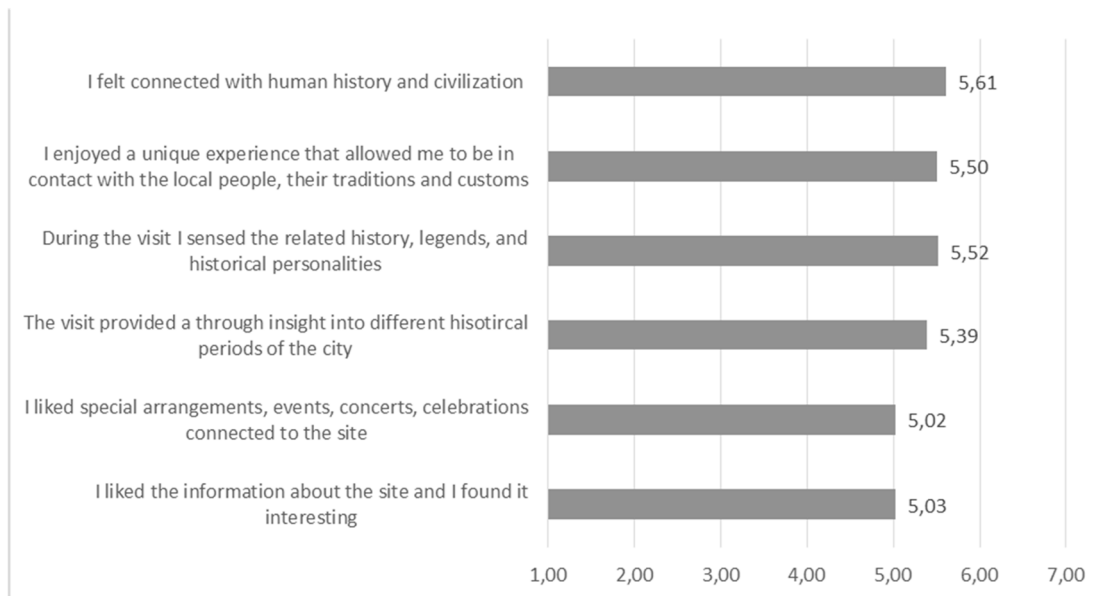 I felt connected with human history and civilization
5,61
I enjoyed a unique experience that allowed me to be in
contact with the local people, their traditions and customs
5,50
During the visit I sensed the related history, legends, and
historical personalities
5,52
The visit provided a through insight into different hisotircal
periods of the city
5,39
I liked special arrangements, events, concerts, celebrations
connected to the site
5,02
I liked the information about the site and I found it
interesting
5,03
1,00 2,00 3,00 4,00 5,00 6,00 7,00